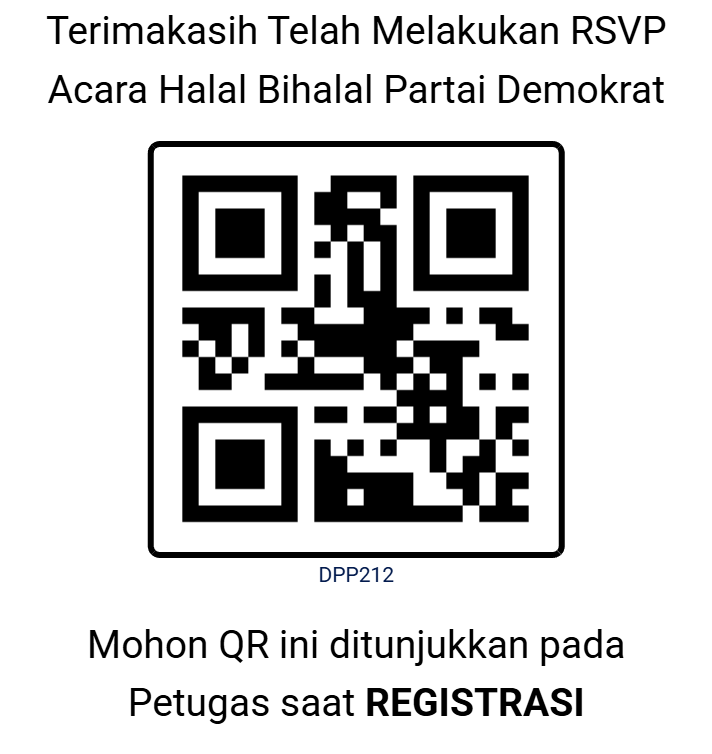 Terimakasih Telah Melakukan RSVP
Acara Halal Bihalal Partai Demokrat
DPP212
Mohon QR ini ditunjukkan pada
Petugas saat REGISTRASI